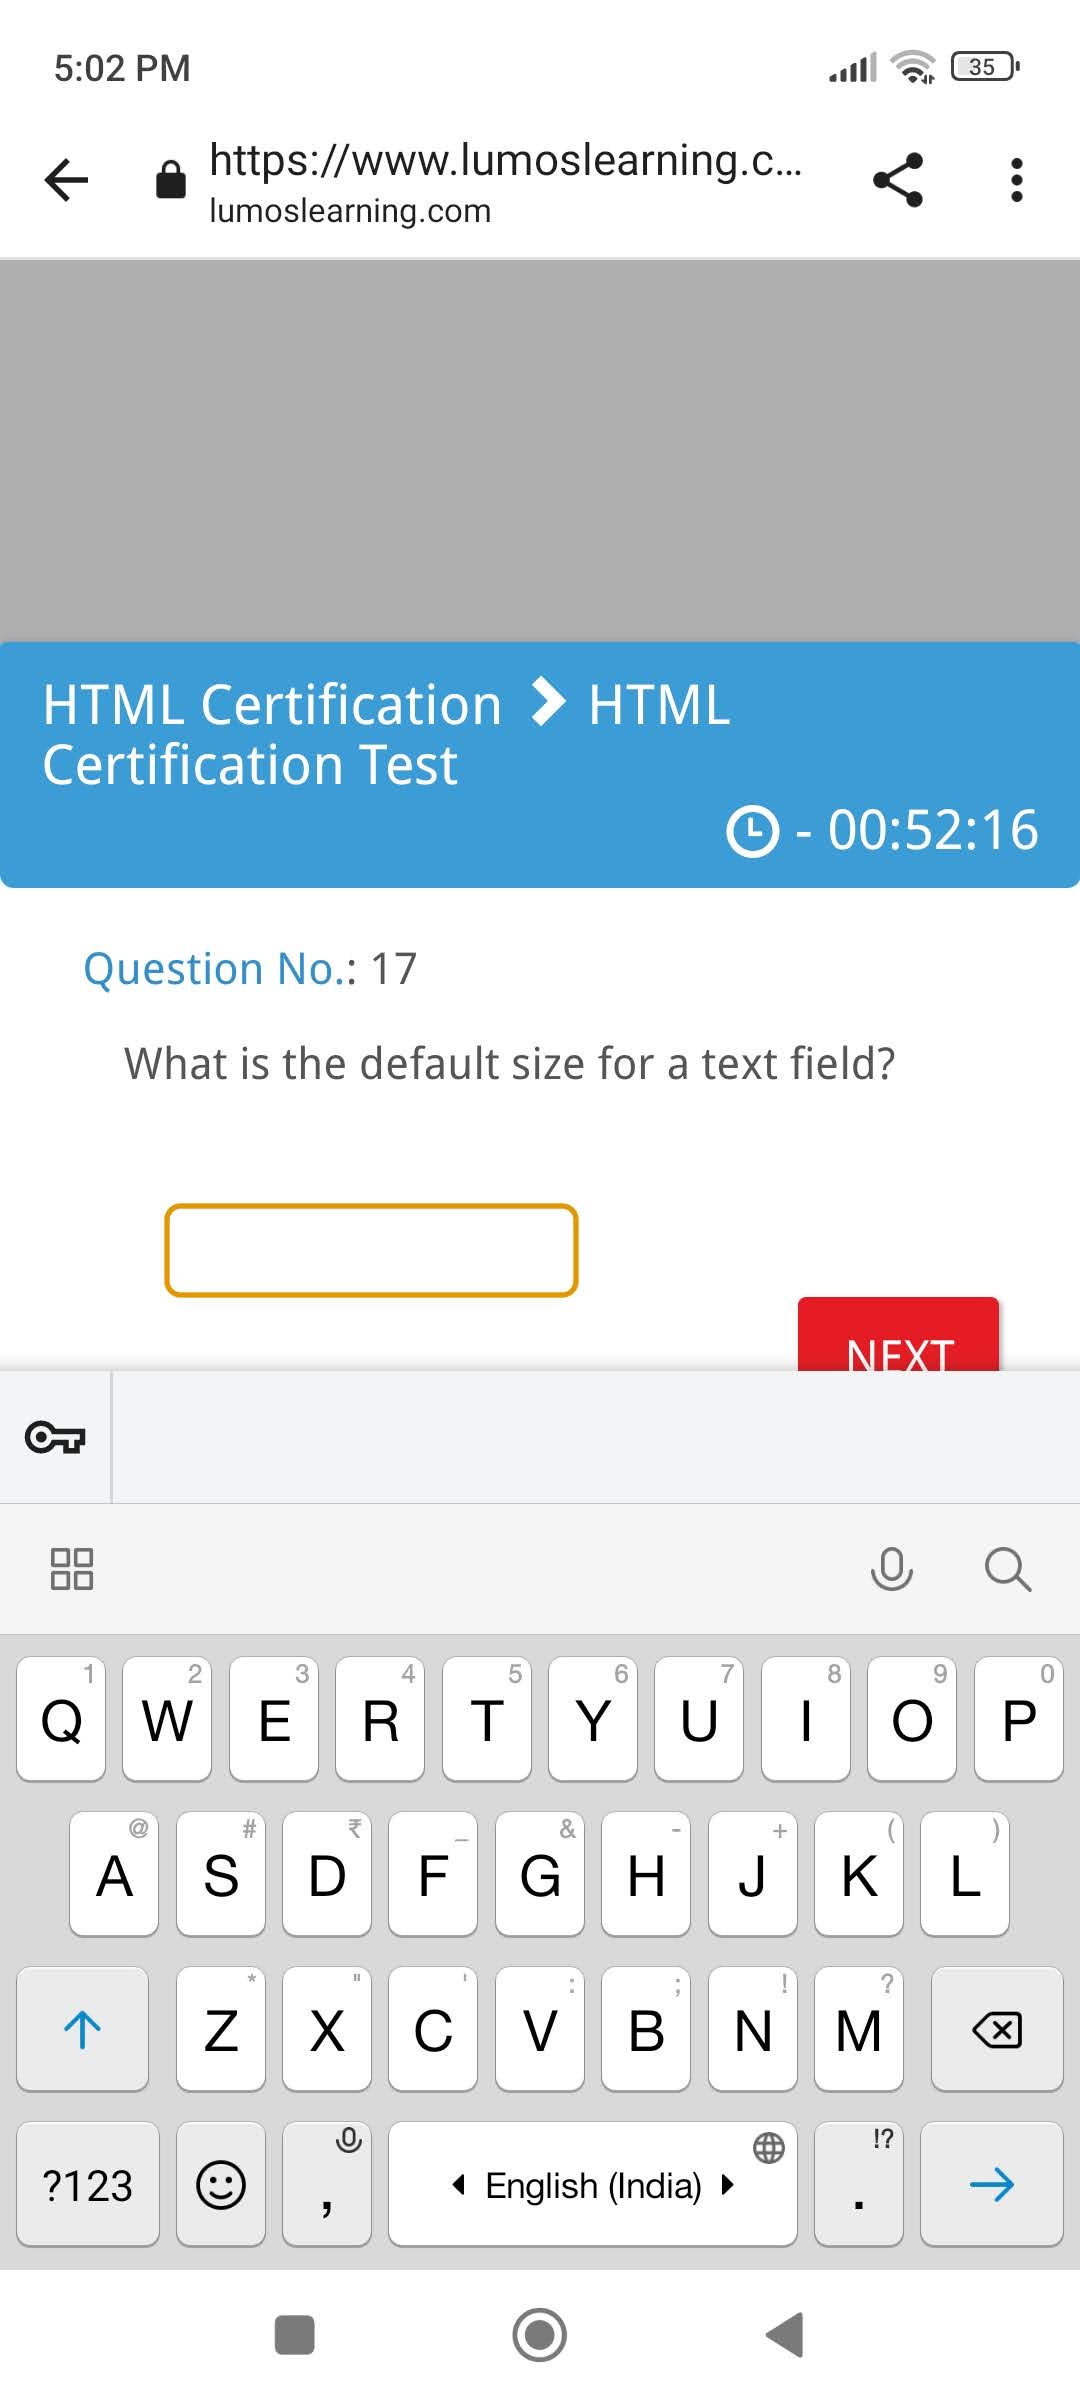 5:02 PM
35
https://www.lumoslearning.c...
lumoslearning.com
HTML Certification > HTML
Certification Test
- 00:52:16
Question No.: 17
What is the default size for a text field?
NEXT
1 2 3 4 5 6 7 8 9 0
Q W E R T Y U I O P
@ # ₹ _ & - + ( )
A S D F G H J K L
* " ' : ; ! ?
Z X C V B N M
!?
?123 , English (India) .